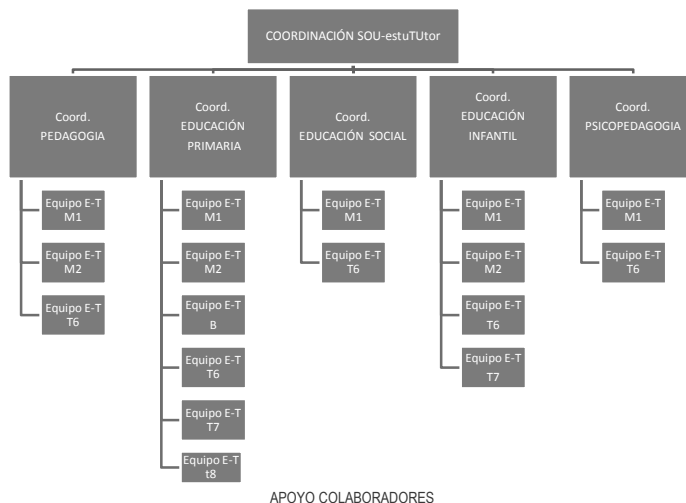 COORDINACIÓN SOU-estuTUtor
Coord.
PEDAGOGIA
Equipo E-T
M1
Equipo E-T
M2
Equipo E-T
T6
Coord.
EDUCACIÓN
PRIMARIA
Equipo E-T
M1
Equipo E-T
M2
Equipo E-T
B
Equipo E-T
T6
Equipo E-T
T7
Equipo E-T
t8
Coord.
EDUCACIÓN SOCIAL
Equipo E-T
M1
Equipo E-T
T6
Coord.
EDUCACIÓN
INFANTIL
Equipo E-T
M1
Equipo E-T
M2
Equipo E-T
T6
Equipo E-T
T7
Coord.
PSICOPEDAGOGIA
Equipo E-T
M1
Equipo E-T
T6
APOYO COLABORADORES